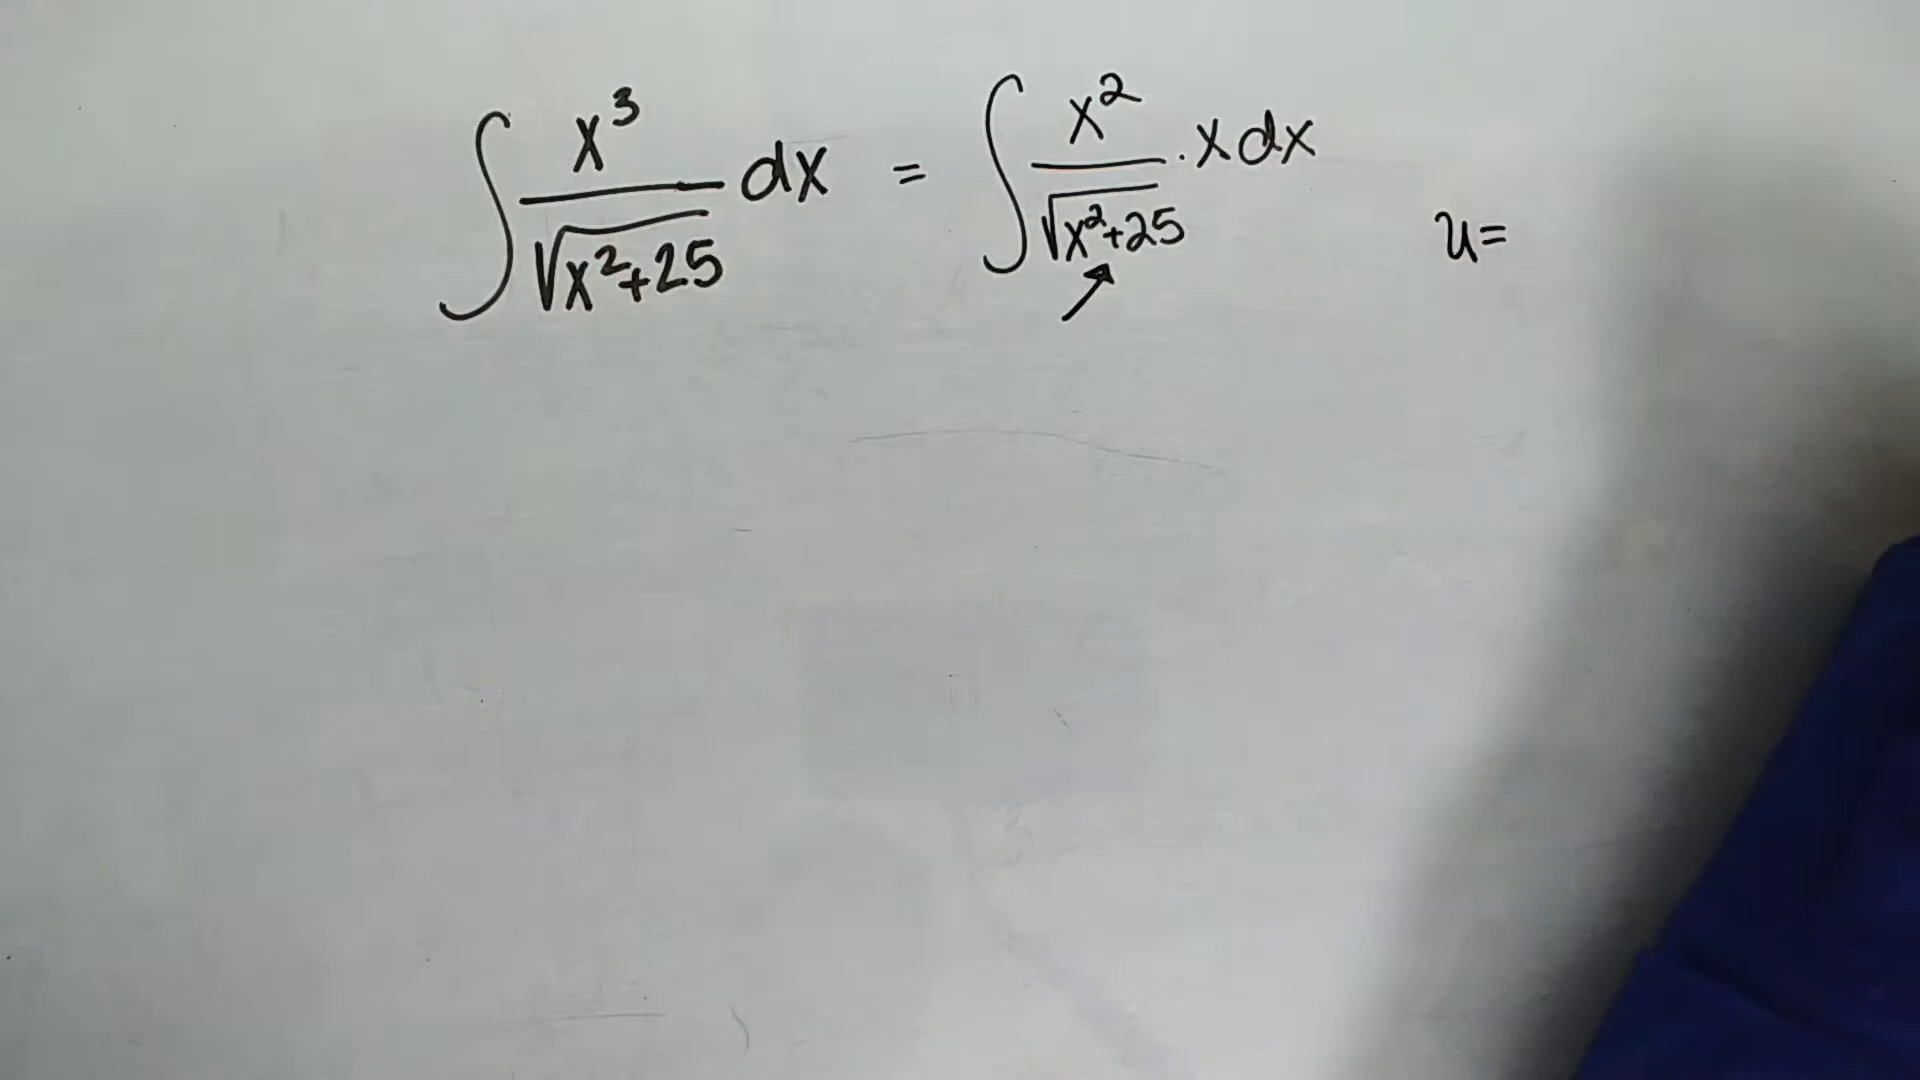 ∫ x³/√(x²+25) dx = ∫ x²/√(x²+25) · x dx
u=